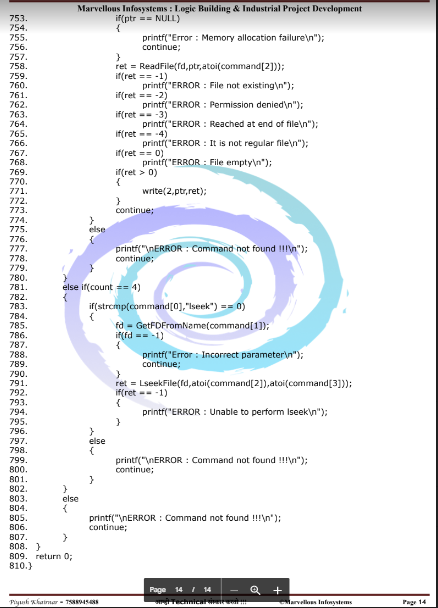 Marvellous Infosystems : Logic Building & Industrial Project Development
753. if(ptr == NULL)
754. {
755. printf("Error : Memory allocation failure\n");
756. continue;
757. }
758. ret = ReadFile(fd,ptr,atoi(command[2]));
759. if(ret == -1)
760. printf("ERROR : File not existing\n");
761. if(ret == -2)
762. printf("ERROR : Permission denied\n");
763. if(ret == -3)
764. printf("ERROR : Reached at end of file\n");
765. if(ret == -4)
766. printf("ERROR : It is not regular file\n");
767. if(ret == 0)
768. printf("ERROR : File empty\n");
769. if(ret > 0)
770. {
771. write(2,ptr,ret);
772. }
773. continue;
774. }
775. else
776. {
777. printf("\nERROR : Command not found !!!\n");
778. continue;
779. }
780. }
781. else if(count == 4)
782. {
783. if(strcmp(command[0],"lseek") == 0)
784. {
785. fd = GetFDFromName(command[1]);
786. if(fd == -1)
787. {
788. printf("Error : Incorrect parameter\n");
789. continue;
790. }
791. ret = LseekFile(fd,atoi(command[2]),atoi(command[3]));
792. if(ret == -1)
793. {
794. printf("ERROR : Unable to perform lseek\n");
795. }
796. }
797. else
798. {
799. printf("\nERROR : Command not found !!!\n");
800. continue;
801. }
802. }
803. else
804. {
805. printf("\nERROR : Command not found !!!\n");
806. continue;
807. }
808. }
809. return 0;
810.}
Page 14 / 14 — +
Piyush Khairnar - 7588945488 Technical !!! ©Marvellous Infosystems Page 14